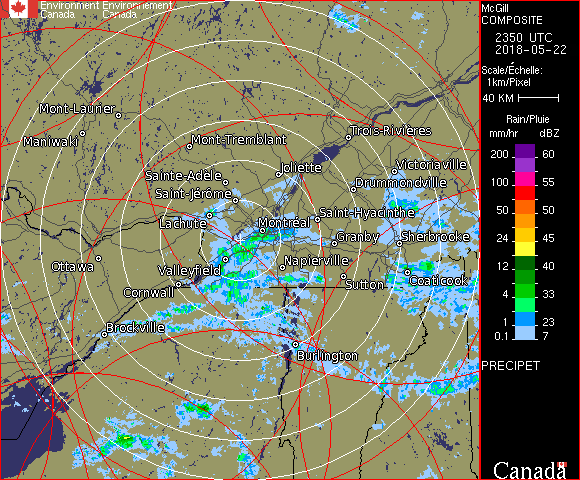 Environment Environnement
Canada Canada
McGill
COMPOSITE
2350 UTC
2018-05-22
Scale/Échelle:
1km/Pixel
40 KM
Rain/Pluie
mm/hr dBZ
200 60
150 57
100 55
50 50
24 45
12 40
4 33
1 23
0.1 7
PRECIPET
Canada
Mont-Laurier
Maniwaki
Mont-Tremblant
Trois-Rivières
Joliette
Victoriaville
Sainte-Adèle
Drummondville
Saint-Jérôme
Saint-Hyacinthe
Lachute
Montréal
Granby
Sherbrooke
Ottawa
Valleyfield
Napierville
Cornwall
Sutton
Coaticook
Brockville
Burlington